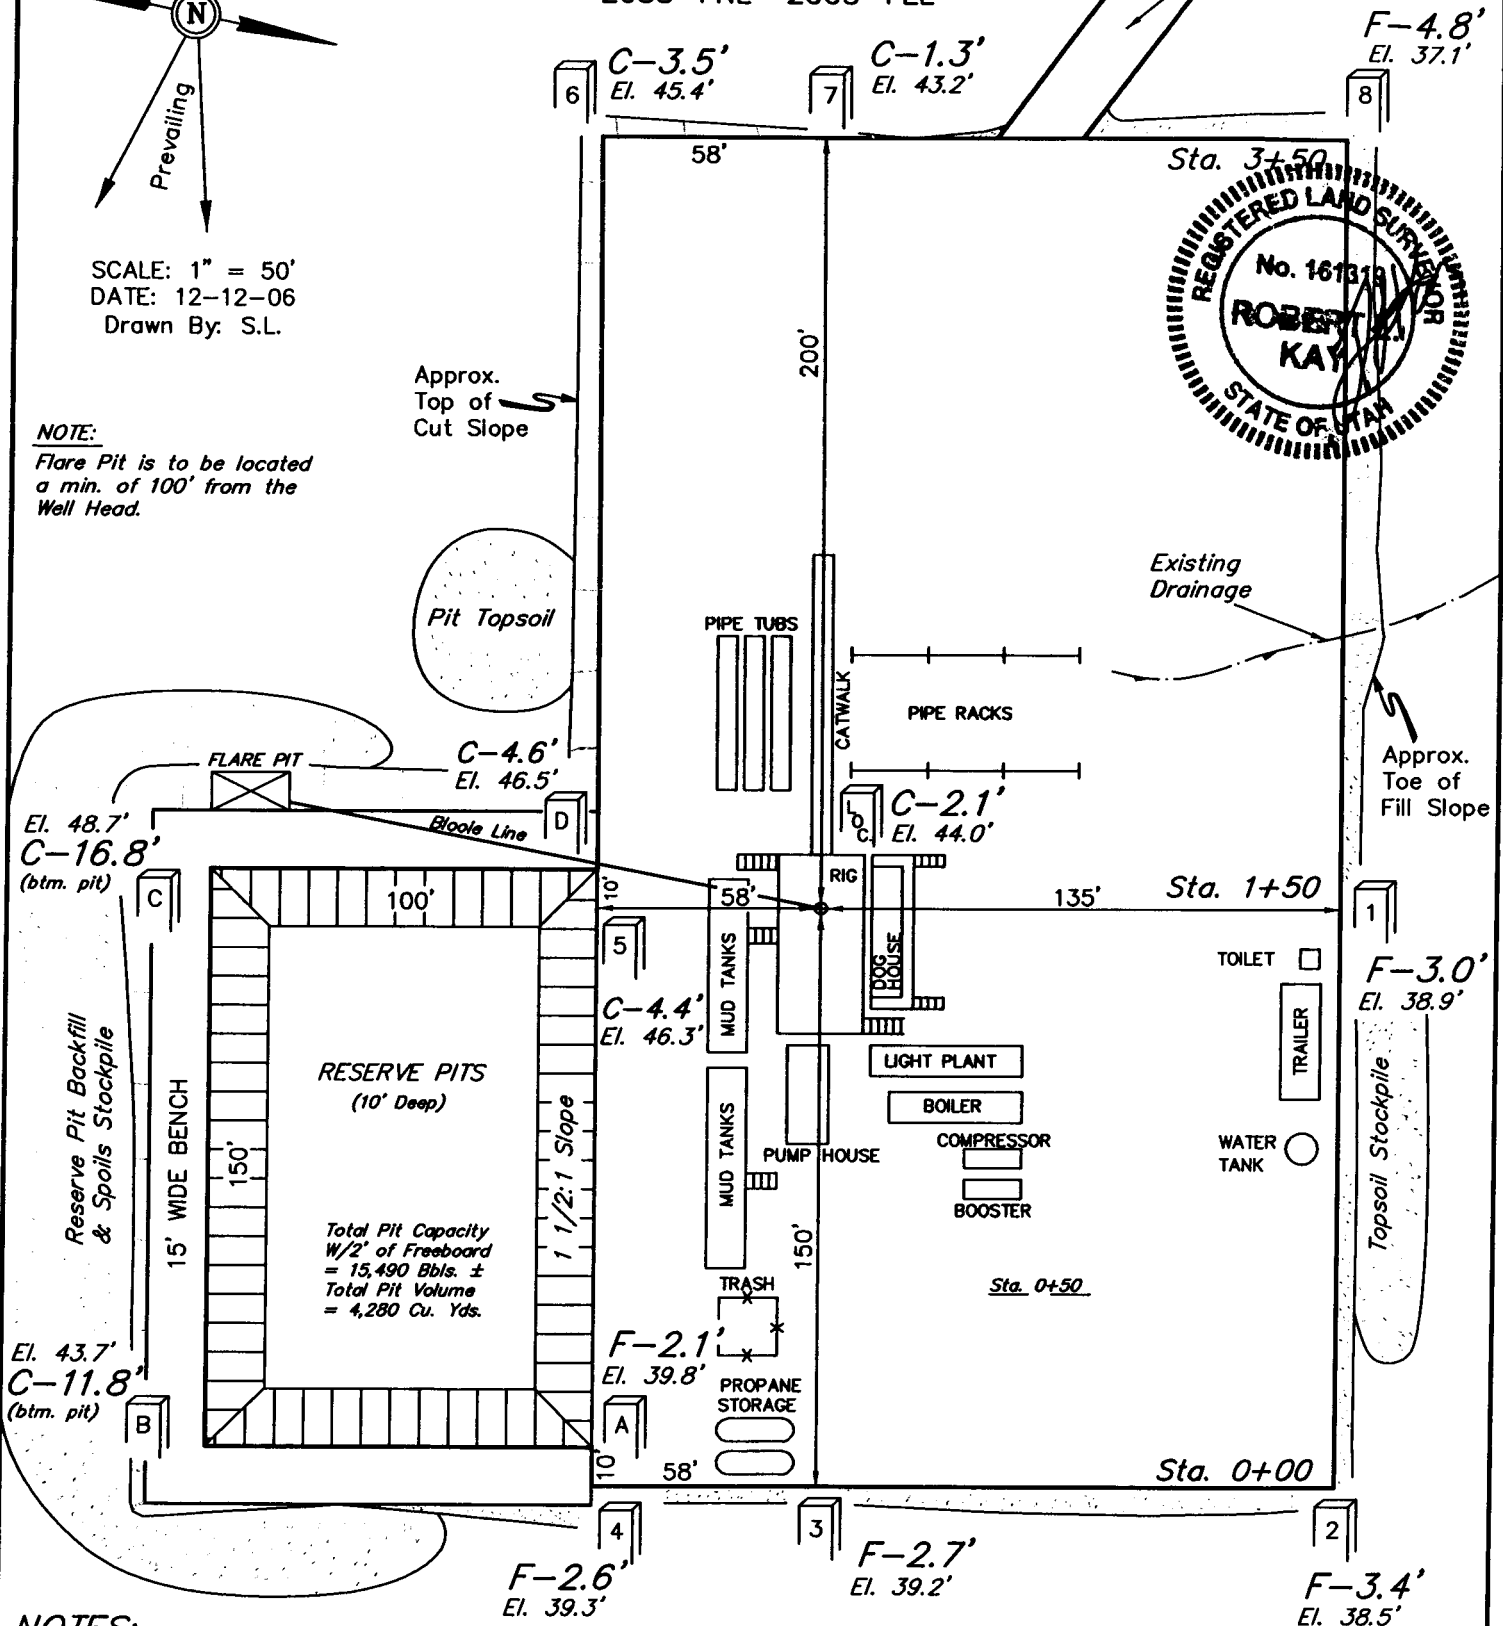 N
Prevailing
SCALE: 1" = 50'
DATE: 12-12-06
Drawn By: S.L.
NOTE:
Flare Pit is to be located
a min. of 100' from the
Well Head.
6
C-3.5'
El. 45.4'
7
C-1.3'
El. 43.2'
F-4.8'
El. 37.1'
8
58'
Sta. 3+50
REGISTERED LAND SURVEYOR
No. 161319
ROBERT
KAY
STATE OF UTAH
200'
Approx.
Top of
Cut Slope
Existing
Drainage
Pit Topsoil
PIPE TUBS
CATWALK
PIPE RACKS
Approx.
Toe of
Fill Slope
FLARE PIT
C-4.6'
El. 46.5'
D
Blooie Line
LOC.
C-2.1'
El. 44.0'
El. 48.7'
C-16.8'
(btm. pit)
C
100'
10'
58'
RIG
135'
Sta. 1+50
1
F-3.0'
El. 38.9'
5
C-4.4'
El. 46.3'
MUD TANKS
DOG
HOUSE
TOILET
TRAILER
Reserve Pit Backfill
& Spoils Stockpile
15' WIDE BENCH
RESERVE PITS
(10' Deep)
150'
1 1/2:1 Slope
LIGHT PLANT
BOILER
COMPRESSOR
MUD TANKS
PUMP HOUSE
BOOSTER
WATER
TANK
Topsoil Stockpile
Total Pit Capacity
W/2' of Freeboard
= 15,490 Bbls. ±
Total Pit Volume
= 4,280 Cu. Yds.
150'
TRASH
Sta. 0+50
El. 43.7'
C-11.8'
(btm. pit)
B
F-2.1'
El. 39.8'
A
PROPANE
STORAGE
10'
58'
Sta. 0+00
4
F-2.6'
El. 39.3'
3
F-2.7'
El. 39.2'
2
F-3.4'
El. 38.5'
NOTES: